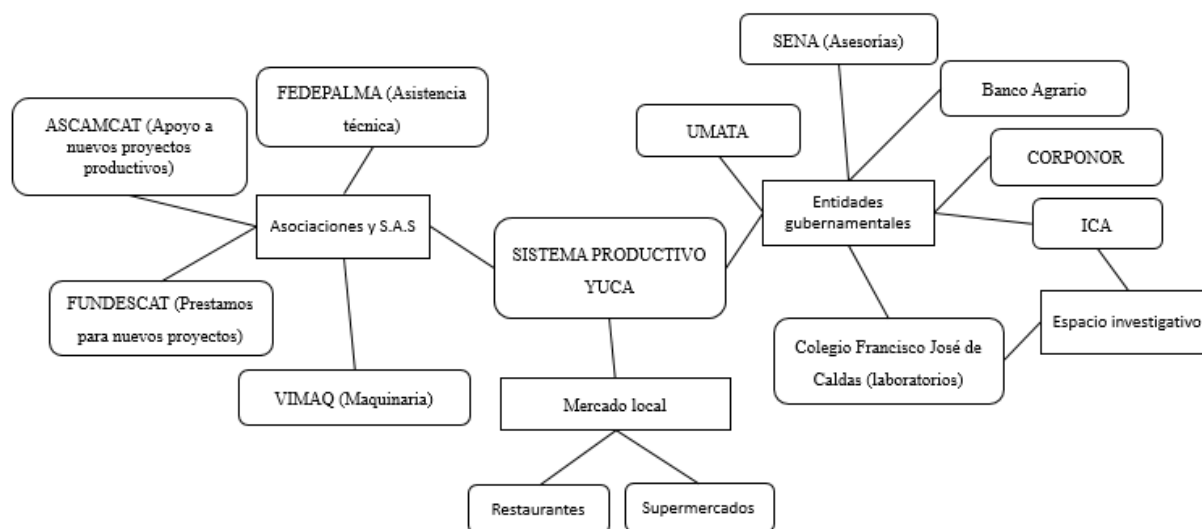 SENA (Asesorías)
FEDEPALMA (Asistencia
técnica)
Banco Agrario
ASCAMCAT (Apoyo a
nuevos proyectos
productivos)
UMATA
CORPONOR
Asociaciones y S.A.S
Entidades
gubernamentales
ICA
SISTEMA PRODUCTIVO
YUCA
FUNDESCAT (Prestamos
para nuevos proyectos)
Espacio investigativo
Colegio Francisco José de
Caldas (laboratorios)
VIMAQ (Maquinaria)
Mercado local
Restaurantes
Supermercados